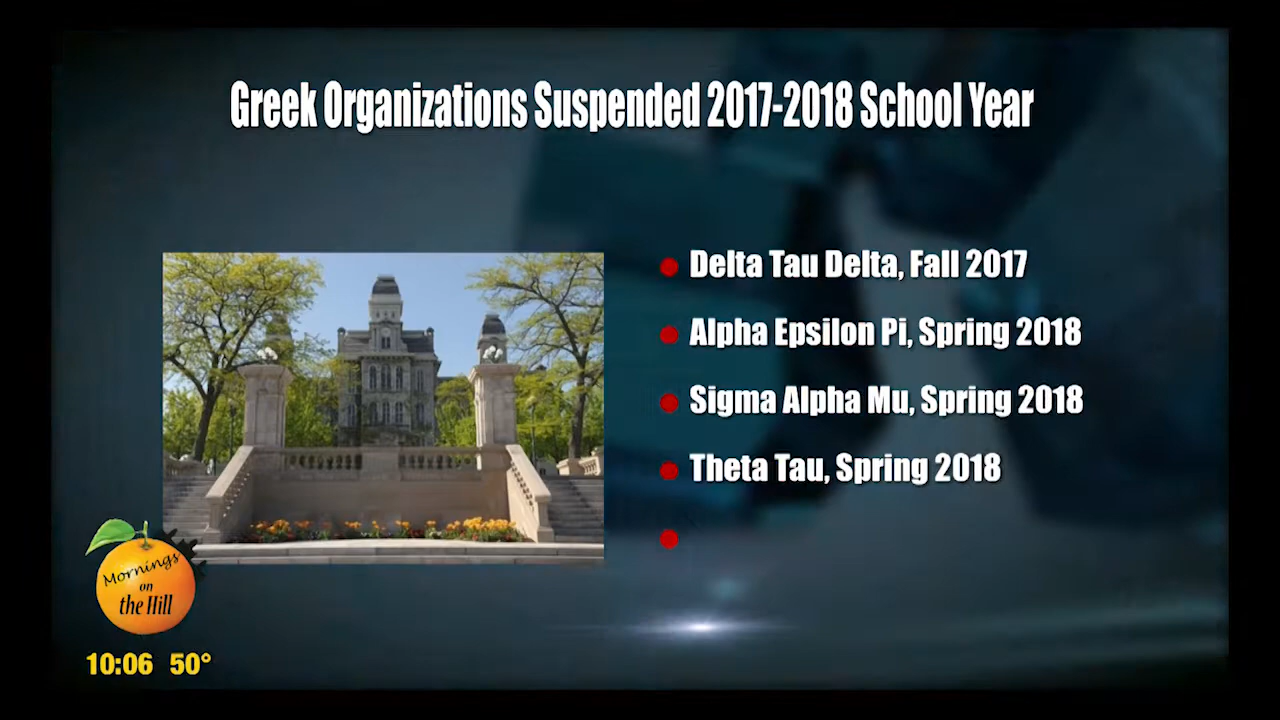 Greek Organizations Suspended 2017-2018 School Year
Delta Tau Delta, Fall 2017
Alpha Epsilon Pi, Spring 2018
Sigma Alpha Mu, Spring 2018
Theta Tau, Spring 2018
Mornings
on
the Hill
10:06 50°